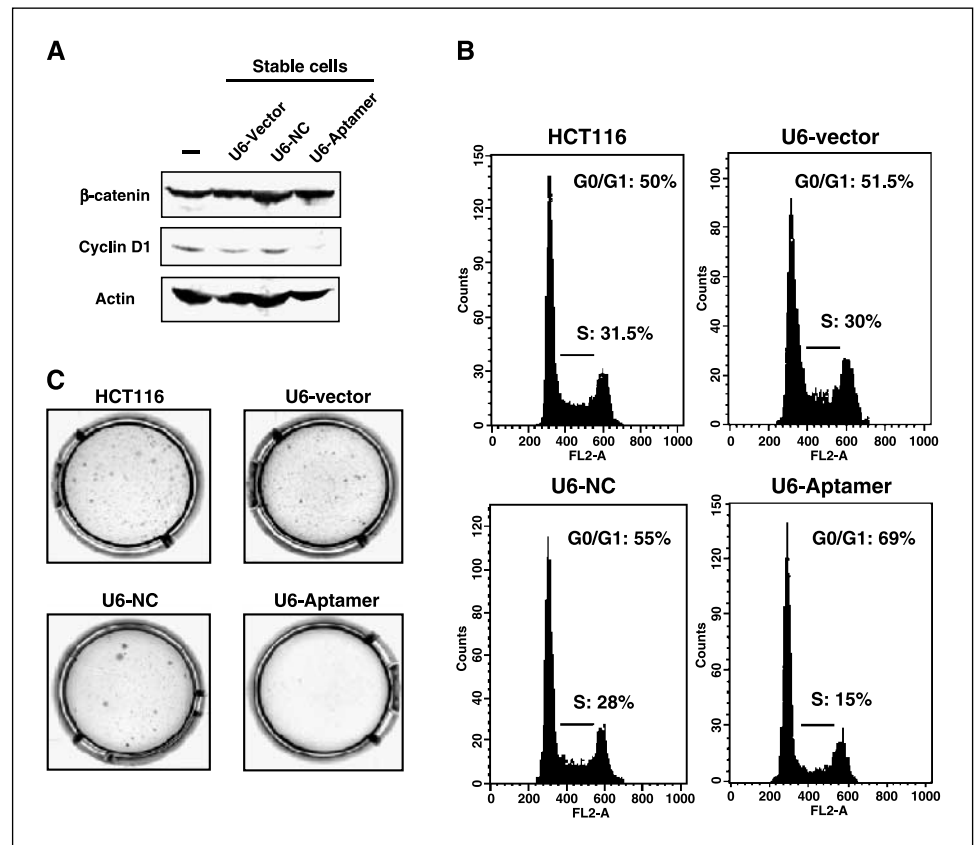 A
Stable cells
– U6-Vector U6-NC U6-Aptamer
β-catenin
Cyclin D1
Actin
B
HCT116
G0/G1: 50%
S: 31.5%
Counts
150
120
90
60
30
0
0 200 400 600 800 1000
FL2-A
U6-vector
G0/G1: 51.5%
S: 30%
Counts
100
80
60
40
20
0
0 200 400 600 800 1000
FL2-A
U6-NC
G0/G1: 55%
S: 28%
Counts
120
100
80
60
40
20
0
0 200 400 600 800 1000
FL2-A
U6-Aptamer
G0/G1: 69%
S: 15%
Counts
150
120
90
60
30
0
0 200 400 600 800 1000
FL2-A
C
HCT116
U6-vector
U6-NC
U6-Aptamer